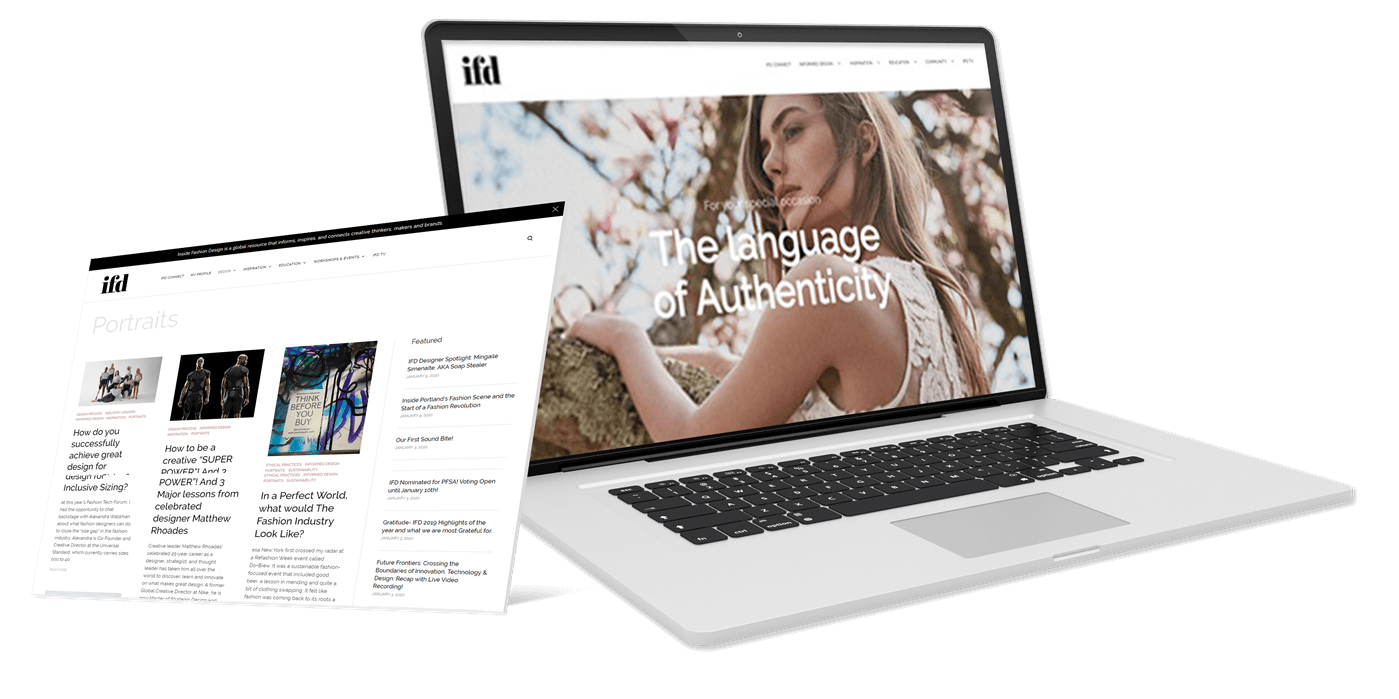 ifd
IFD CONNECT INFORMED DESIGN INSPIRATION EDUCATION COMMUNITY IFD TV
For your special occasion
The language
of Authenticity
Inside Fashion Design is a global resource that informs, inspires, and connects creative thinkers, makers and brands.
ifd
IFD CONNECT MY PROFILE DESIGN INSPIRATION EDUCATION WORKSHOPS & EVENTS IFD TV
Portraits
DESIGN PROCESS INDUSTRY LEADERS
INFORMED DESIGN INSPIRATION PORTRAITS
How do you
successfully
achieve great
design for
design for
Inclusive Sizing?
At this year's Fashion Tech Forum, I
had the opportunity to chat
backstage with Alexandra Waldman
about what fashion designers can do
to close the "size gap" in the fashion
industry. Alexandra is Co-Founder and
Creative Director at the Universal
Standard, which currently carries sizes
000 to 40.
READ MORE
DESIGN PROCESS INFORMED DESIGN
INSPIRATION PORTRAITS
How to be a
creative "SUPER
POWER"! And 3
POWER"! And 3
Major lessons from
celebrated
designer Matthew
Rhoades
Creative leader Matthew Rhoades'
celebrated 25-year career as a
designer, strategist, and thought
leader has taken him all over the
world to discover, learn and innovate
on what makes great design. A former
Global Creative Director at Nike, he is
now Master of Strategic Design and
THINK
BEFORE
YOU
BUY
ETHICAL PRACTICES INFORMED DESIGN
PORTRAITS SUSTAINABILITY
ETHICAL PRACTICES INFORMED DESIGN
PORTRAITS SUSTAINABILITY
In a Perfect World,
what would The
Fashion Industry
Look Like?
New York first crossed my radar at
a Refashion Week event called
Do+Brew. It was a sustainable fashion-
focused event that included good
beer, a lesson in mending and quite a
bit of clothing swapping. It felt like
fashion was coming back to its roots a
Featured
IFD Designer Spotlight: Mingaile
Simenaite, AKA Soap Stealer
JANUARY 9, 2020
Inside Portland's Fashion Scene and the
Start of a Fashion Revolution
JANUARY 9, 2020
Our First Sound Bite!
JANUARY 3, 2020
IFD Nominated for PFSA! Voting Open
until January 10th!
JANUARY 3, 2020
Gratitude- IFD 2019 Highlights of the
year and what we are most Grateful for.
JANUARY 3, 2020
Future Frontiers: Crossing the
Boundaries of Innovation, Technology &
Design: Recap with Live Video
Recording!
JANUARY 3, 2020
fn ctrl option